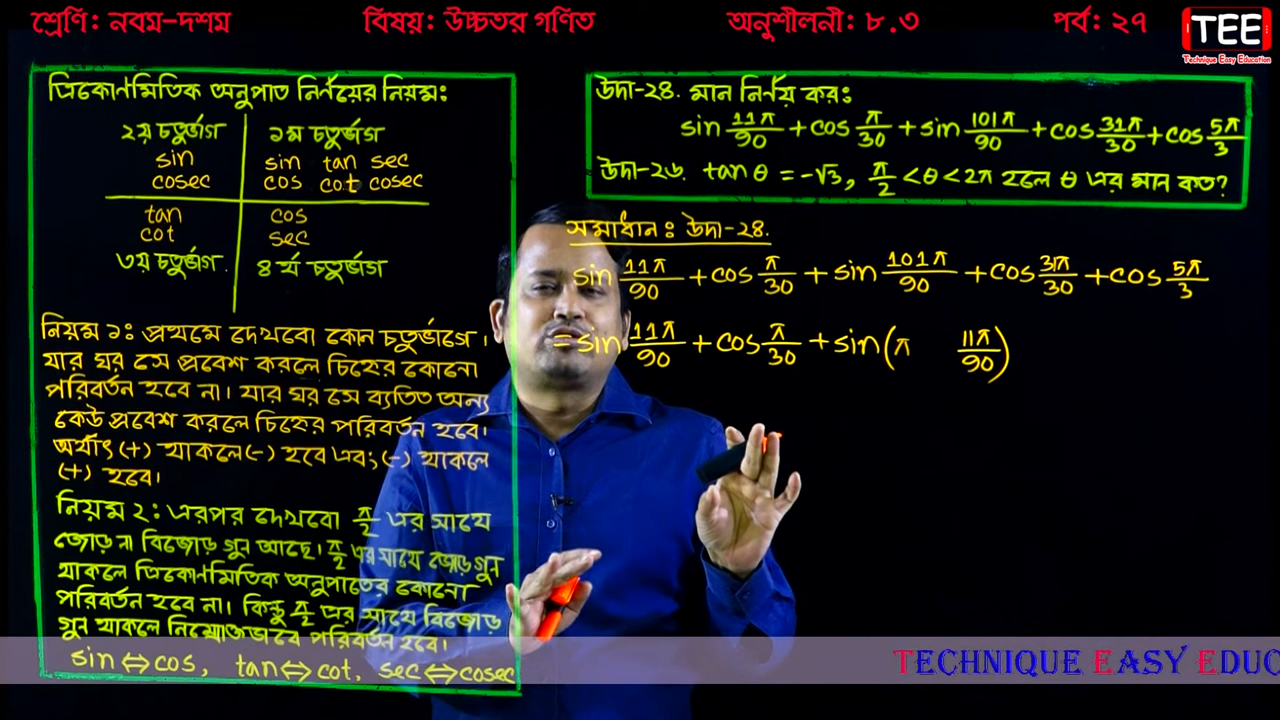 শ্রেণি: নবম-দশম
বিষয়: উচ্চতর গণিত
অনুশীলনী: ৮.৩
পর্ব: ২৭
TEE
Technique Easy Education
ত্রিকোণমিতিক অনুপাত নির্ণয়ের নিয়ম:
২য় চতুর্ভাগ
sin
cosec
১ম চতুর্ভাগ
sin tan sec
cos cot cosec
tan
cot
৩য় চতুর্ভাগ
cos
sec
৪র্থ চতুর্ভাগ
নিয়ম ১: প্রথমে দেখবো কোন চতুর্ভাগে।
যার ঘর সে প্রবেশ করলে চিহ্নের কোনো
পরিবর্তন হবে না। যার ঘর সে ব্যতিত অন্য
কেউ প্রবেশ করলে চিহ্নের পরিবর্তন হবে।
অর্থাৎ (+) থাকলে (-) হবে এবং (-) থাকলে
(+) হবে।
নিয়ম ২: এরপর দেখবো π/2 এর সাথে
জোড় না বিজোড় গুন আছে। π/2 এর সাথে জোড় গুন
থাকলে ত্রিকোণমিতিক অনুপাতের কোনো
পরিবর্তন হবে না। কিন্তু π/2 এর সাথে বিজোড়
গুন থাকলে নিম্নোক্তভাবে পরিবর্তন হবে।
sin⇔cos, tan⇔cot, sec⇔cosec
উদা-২৪. মান নির্ণয় কর:
sin 11π/90 + cos π/30 + sin 101π/90 + cos 31π/30 + cos 5π/3
উদা-২৬. tan θ = -√3, π/2 < θ < 2π হলে θ এর মান কত?
সমাধান: উদা-২৪.
sin 11π/90 + cos π/30 + sin 101π/90 + cos 31π/30 + cos 5π/3
= sin 11π/90 + cos π/30 + sin(π 11π/90)
TECHNIQUE EASY EDUC